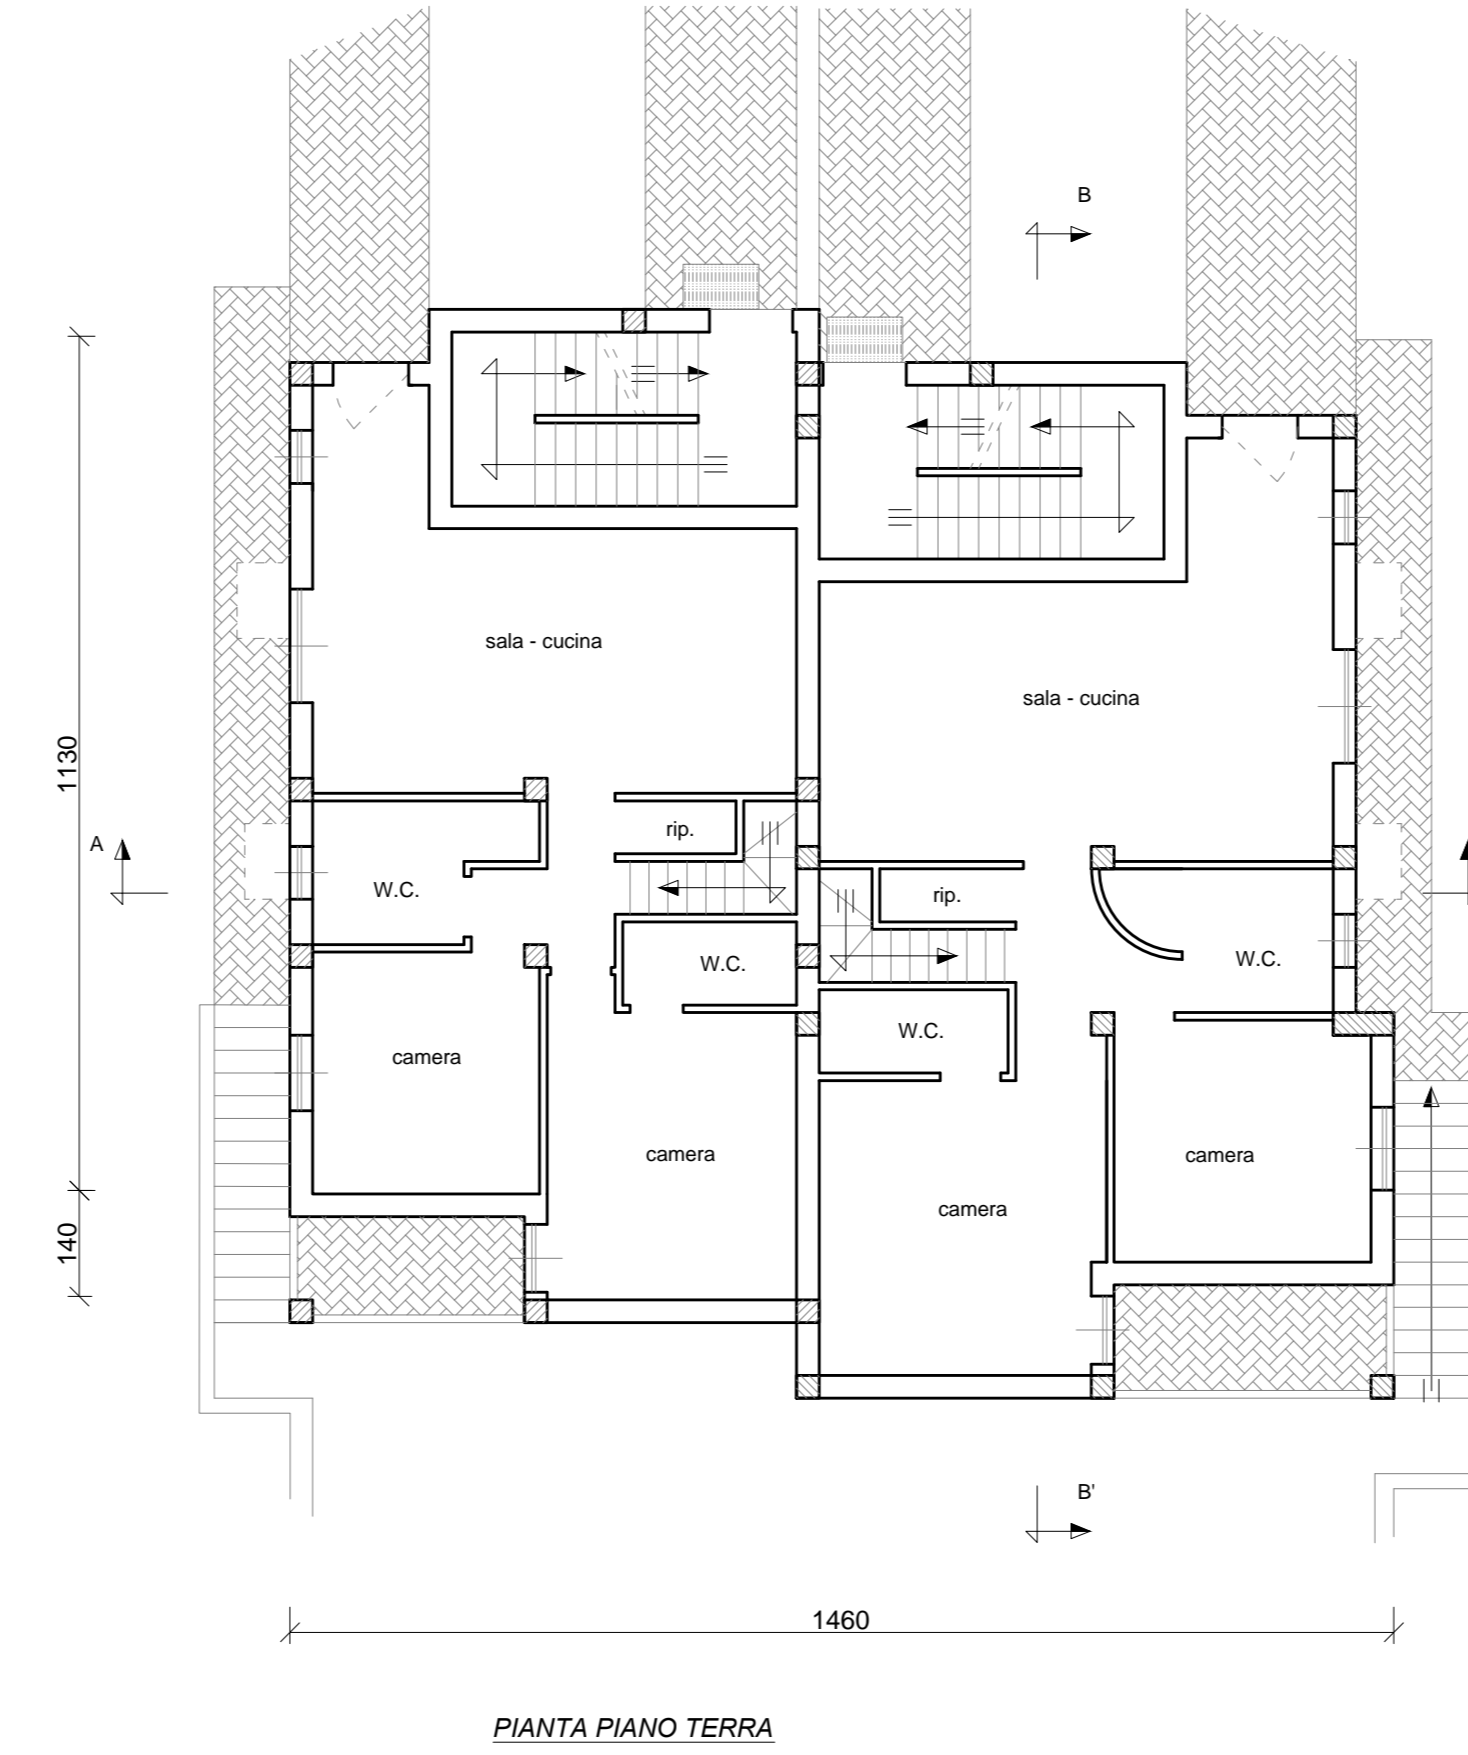 B
sala - cucina
sala - cucina
1130
rip.
A
W.C.
rip.
W.C.
W.C.
W.C.
camera
camera
camera
camera
140
B'
1460
PIANTA PIANO TERRA